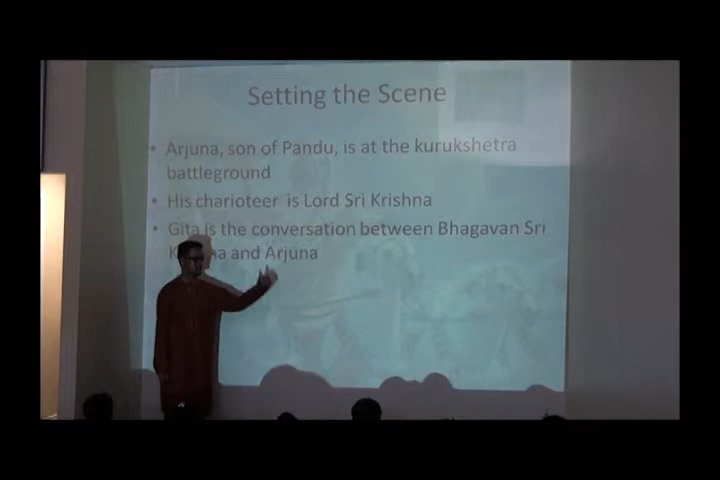 Setting the Scene
• Arjuna, son of Pandu, is at the kurukshetra
battleground
• His charioteer is Lord Sri Krishna
• Gita is the conversation between Bhagavan Sri
and Arjuna